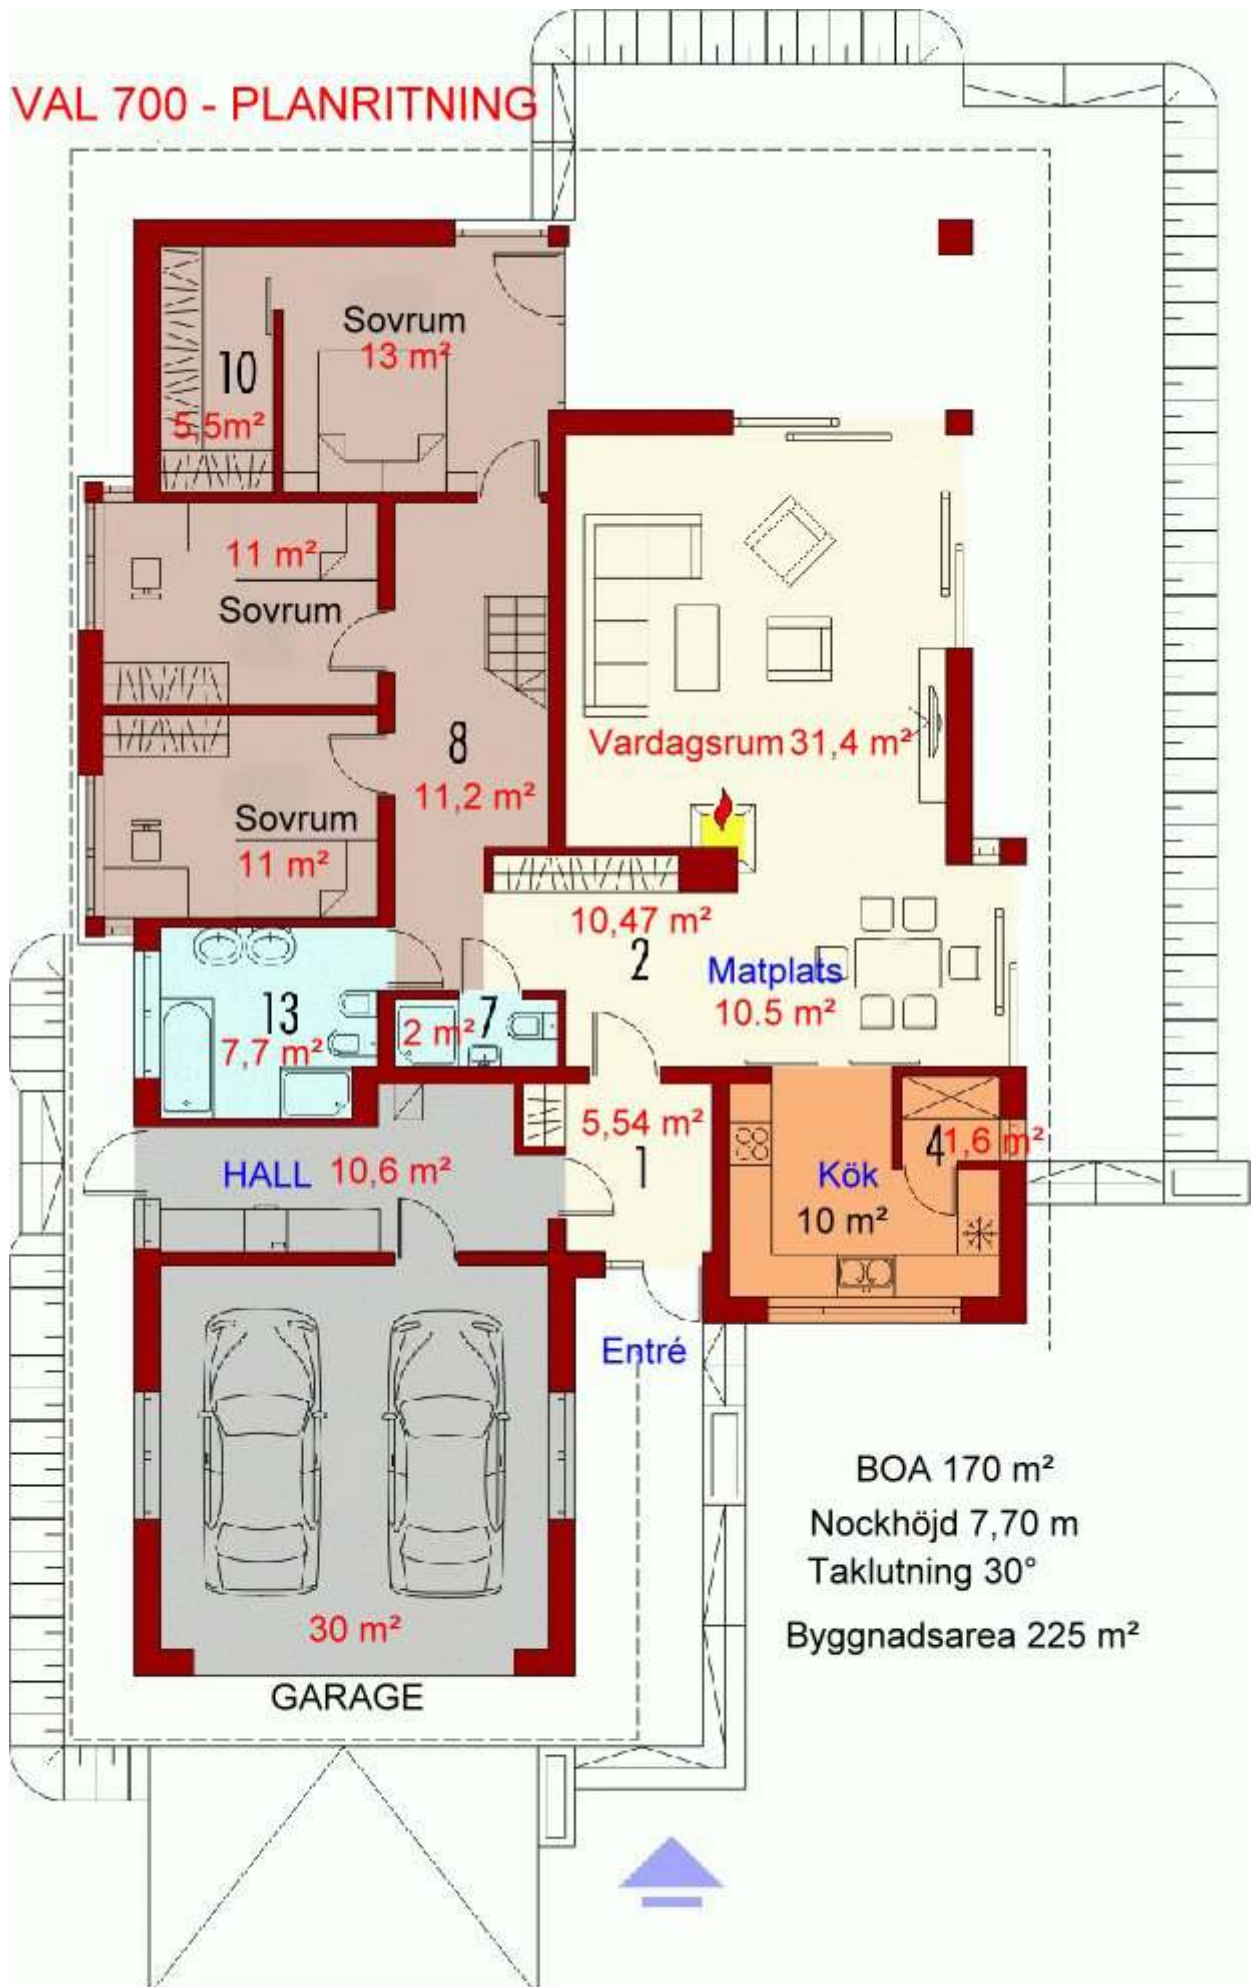 VAL 700 - PLANRITNING
Sovrum
13 m²
10
5,5m²
11 m²
Sovrum
8
11,2 m²
Vardagsrum 31,4 m²
Sovrum
11 m²
10,47 m²
2
Matplats
10.5 m²
13
7,7 m²
2 m²
7
5,54 m²
1
HALL 10,6 m²
4
1,6 m²
Kök
10 m²
Entré
BOA 170 m²
Nockhöjd 7,70 m
Taklutning 30°
Byggnadsarea 225 m²
30 m²
GARAGE